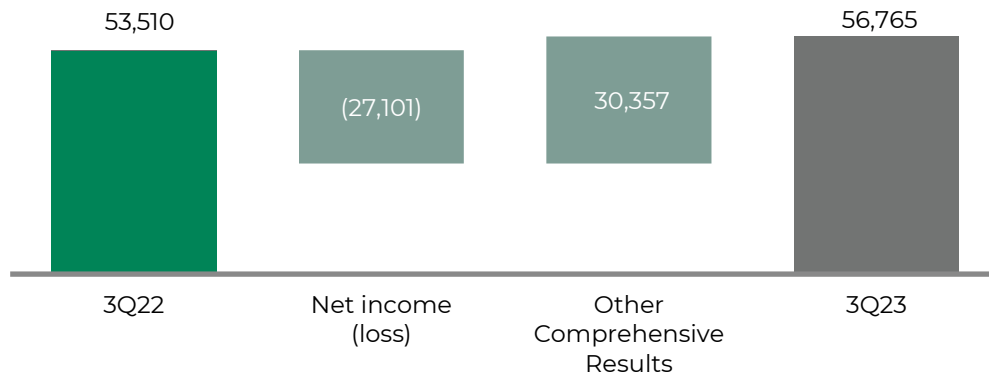 53,510
56,765
(27,101)
30,357
3Q22
Net income
(loss)
Other
Comprehensive
Results
3Q23